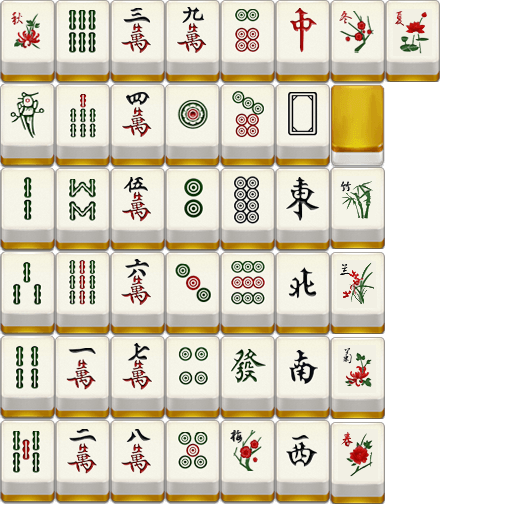 秋 三萬 九萬 中 冬 夏
四萬
伍萬 東 竹
六萬 北 兰
一萬 七萬 發 南 菊
二萬 八萬 梅 西 春